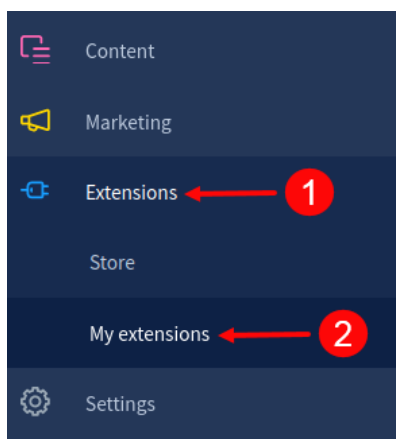 Content
Marketing
Extensions 1
Store
My extensions 2
Settings